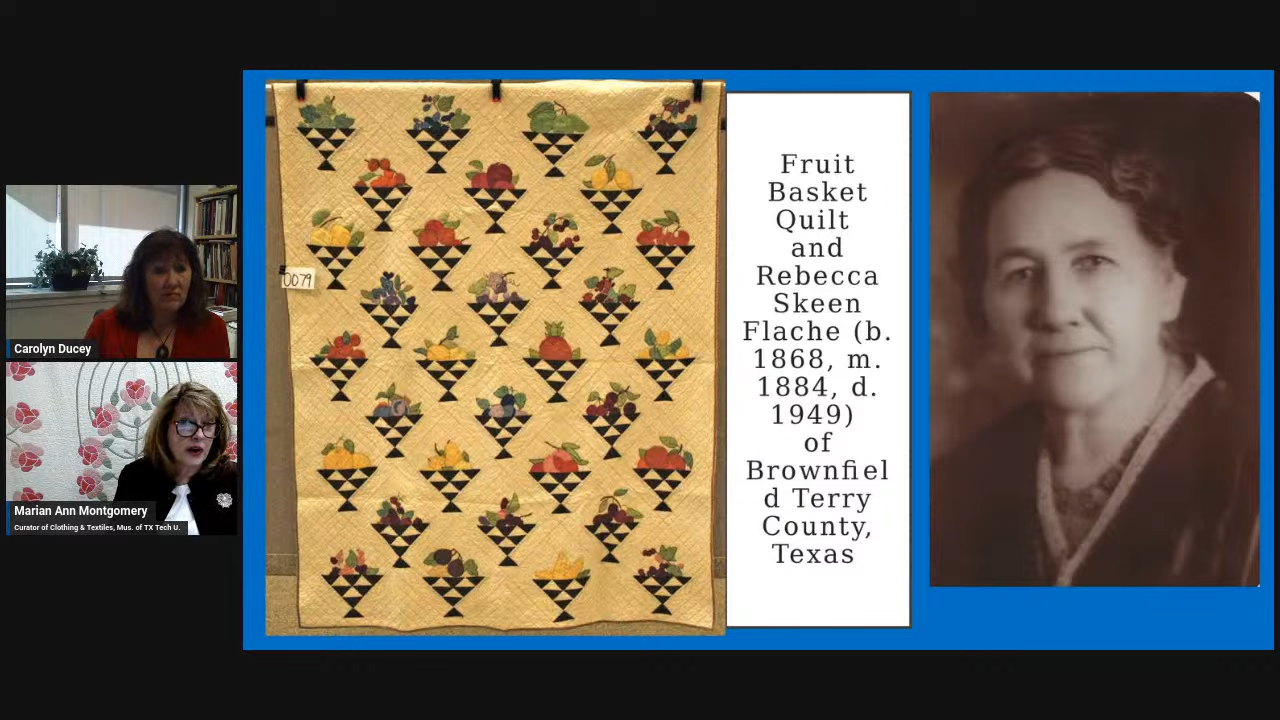 Carolyn Ducey
Marian Ann Montgomery
Curator of Clothing & Textiles, Mus. of TX Tech U.
0079
Fruit
Basket
Quilt
and
Rebecca
Skeen
Flache (b.
1868, m.
1884, d.
1949)
of
Brownfiel
d Terry
County,
Texas